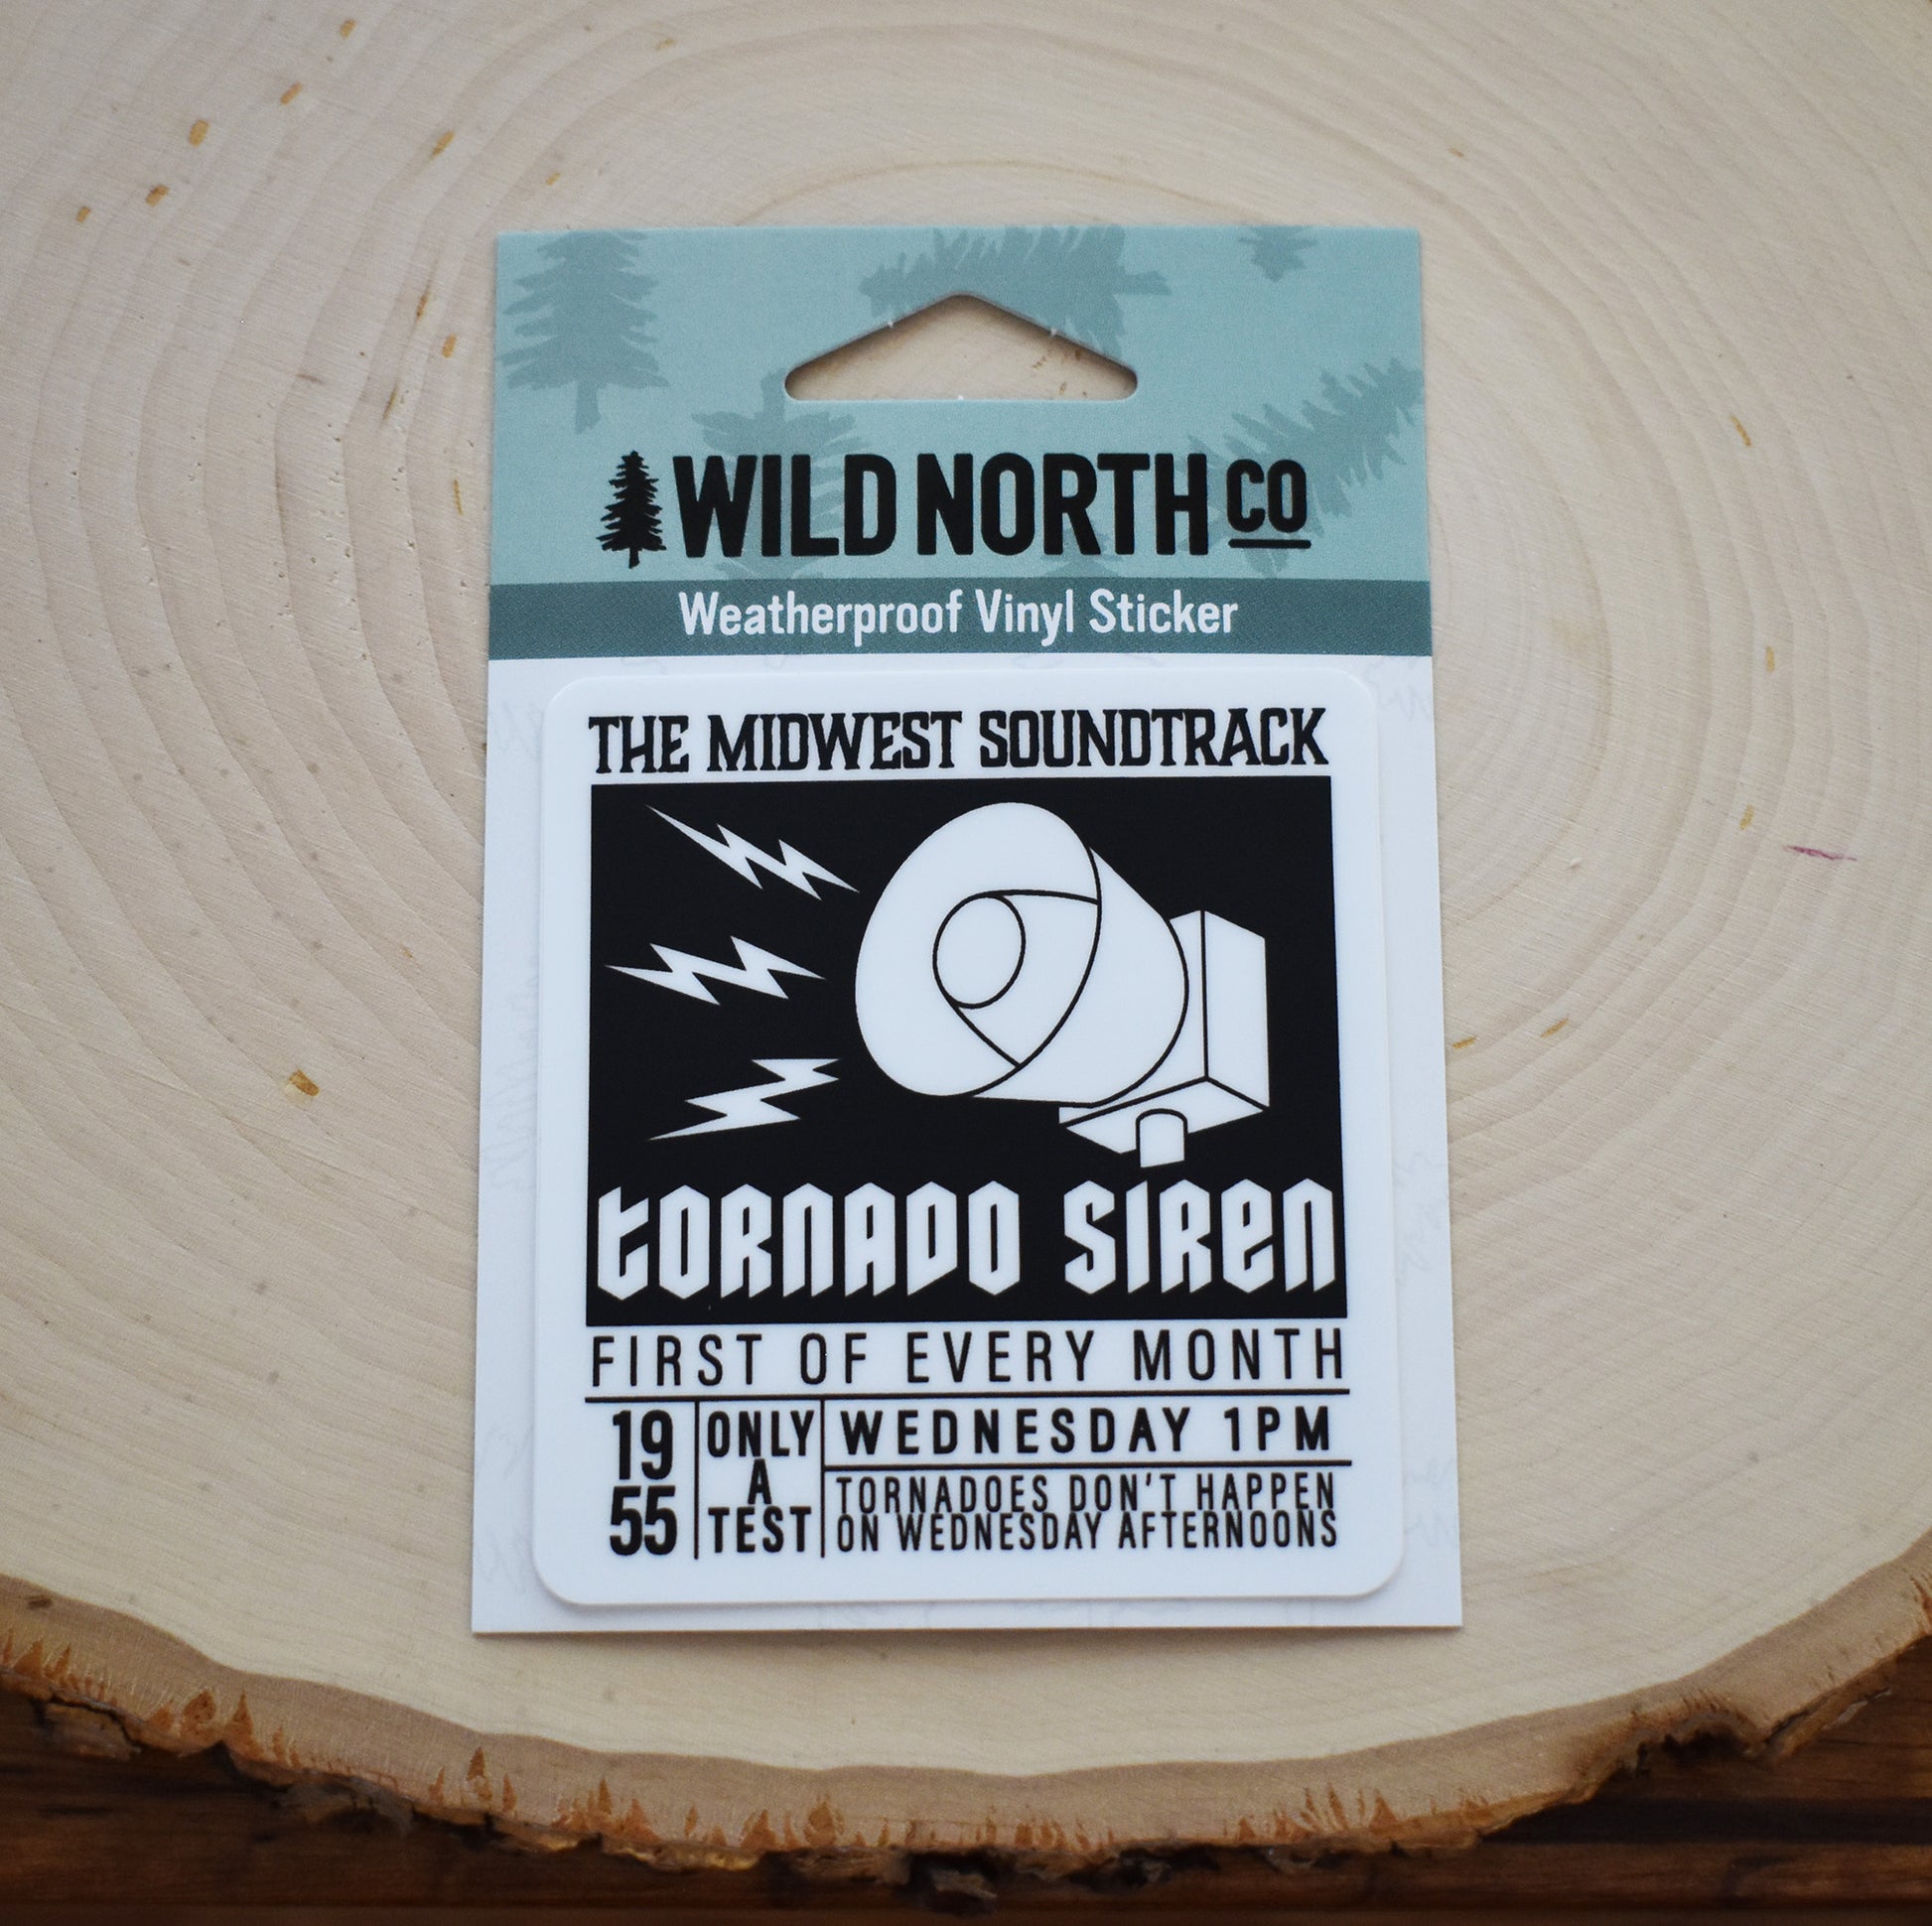 WILD NORTH CO
Weatherproof Vinyl Sticker
THE MIDWEST SOUNDTRACK
tORNADO SiReN
FIRST OF EVERY MONTH
19
55
ONLY
A
TEST
WEDNESDAY 1PM
TORNADOES DON'T HAPPEN
ON WEDNESDAY AFTERNOONS